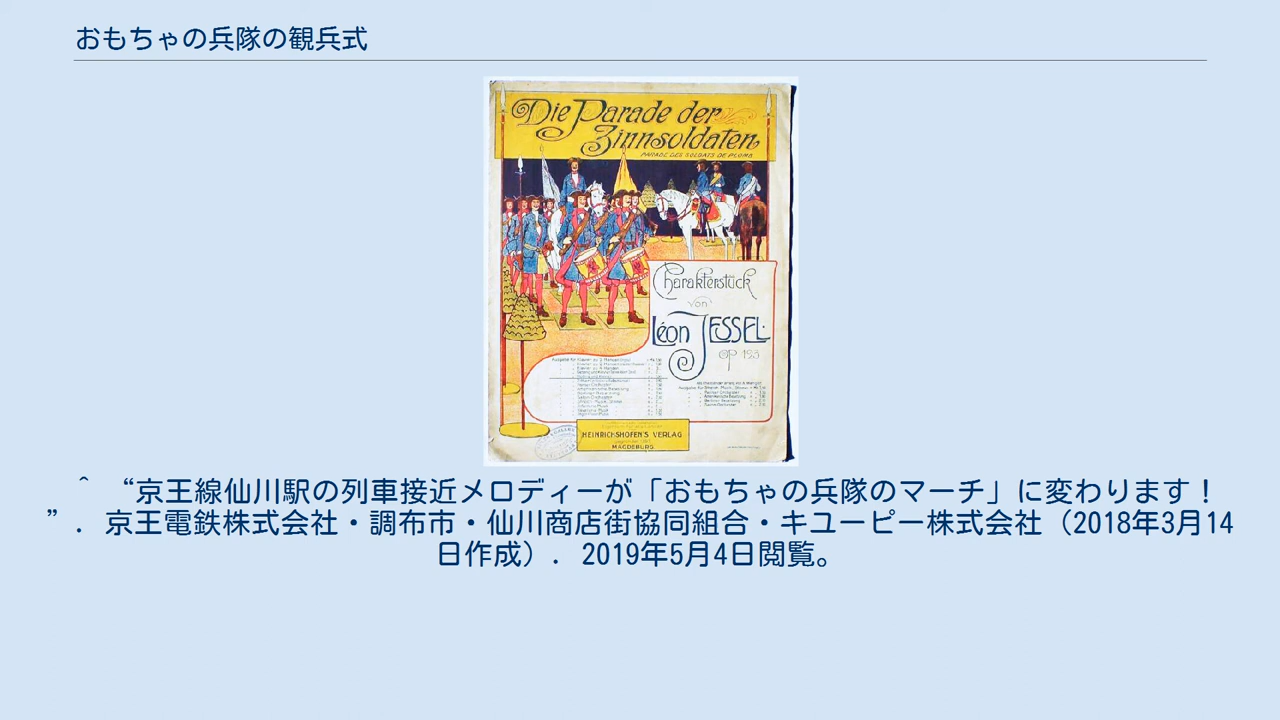 おもちゃの兵隊の観兵式
Die Parade der
Zinnsoldaten
PARADE DES SOLDATS DE PLOMB
Charakterstück
von
Léon JESSEL
OP 123
HEINRICHSHOFEN'S VERLAG
MAGDEBURG
^ “京王線仙川駅の列車接近メロディーが「おもちゃの兵隊のマーチ」に変わります！
”. 京王電鉄株式会社・調布市・仙川商店街協同組合・キユーピー株式会社（2018年3月14
日作成）. 2019年5月4日閲覧。